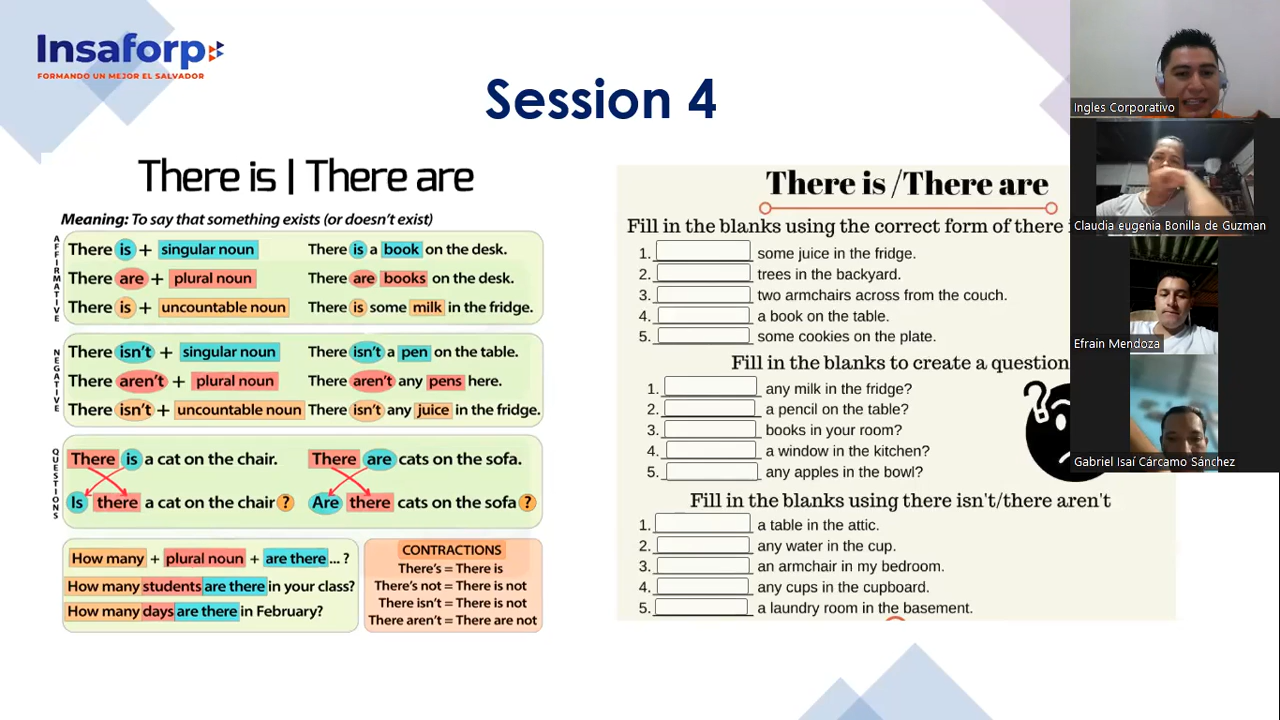 Insaforp
FORMANDO UN MEJOR EL SALVADOR
Session 4
There is | There are
Meaning: To say that something exists (or doesn't exist)
AFFIRMATIVE
There is + singular noun There is a book on the desk.
There are + plural noun There are books on the desk.
There is + uncountable noun There is some milk in the fridge.
NEGATIVE
There isn't + singular noun There isn't a pen on the table.
There aren't + plural noun There aren't any pens here.
There isn't + uncountable noun There isn't any juice in the fridge.
QUESTIONS
There is a cat on the chair. There are cats on the sofa.
Is there a cat on the chair ? Are there cats on the sofa ?
How many + plural noun + are there ... ?
How many students are there in your class?
How many days are there in February?
CONTRACTIONS
There's = There is
There's not = There is not
There isn't = There is not
There aren't = There are not
There is /There are
Fill in the blanks using the correct form of there
1. some juice in the fridge.
2. trees in the backyard.
3. two armchairs across from the couch.
4. a book on the table.
5. some cookies on the plate.
Fill in the blanks to create a question
1. any milk in the fridge?
2. a pencil on the table?
3. books in your room?
4. a window in the kitchen?
5. any apples in the bowl?
Fill in the blanks using there isn't/there aren't
1. a table in the attic.
2. any water in the cup.
3. an armchair in my bedroom.
4. any cups in the cupboard.
5. a laundry room in the basement.
Ingles Corporativo
Claudia eugenia Bonilla de Guzman
Efrain Mendoza
Gabriel Isaí Cárcamo Sánchez